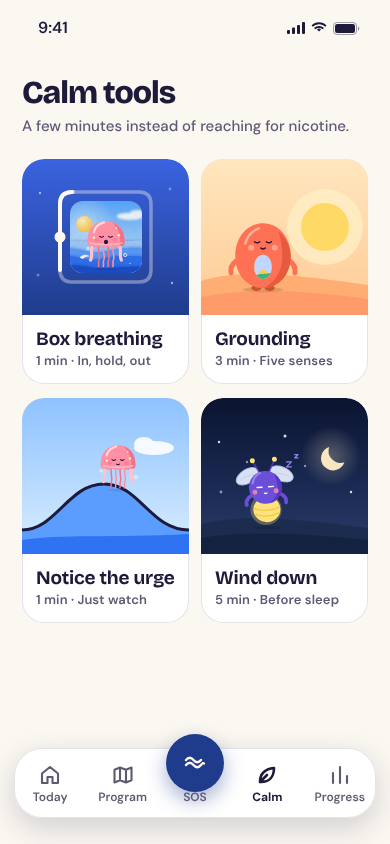 9:41
Calm tools
A few minutes instead of reaching for nicotine.
Box breathing
1 min · In, hold, out
Grounding
3 min · Five senses
z z
Notice the urge
1 min · Just watch
Wind down
5 min · Before sleep
Today
Program
SOS
Calm
Progress